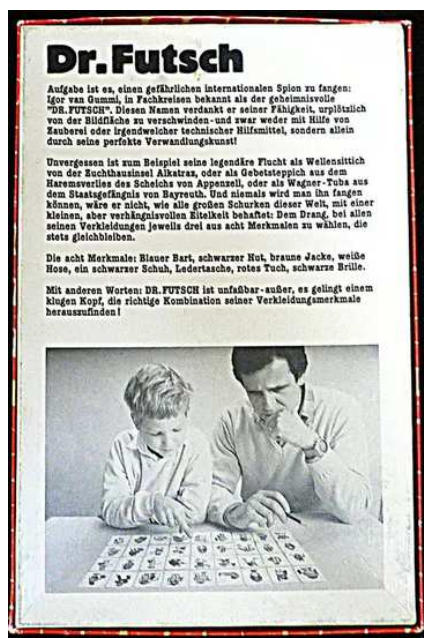 Dr. Futsch
Aufgabe ist es, einen gefährlichen internationalen Spion zu fangen:
Igor van Gummi, in Fachkreisen bekannt als der geheimnisvolle
"DR. FUTSCH". Diesen Namen verdankt er seiner Fähigkeit, urplötzlich
von der Bildfläche zu verschwinden-und zwar weder mit Hilfe von
Zauberei oder irgendwelcher technischer Hilfsmittel, sondern allein
durch seine perfekte Verwandlungskunst!
Unvergessen ist zum Beispiel seine legendäre Flucht als Wellensittich
von der Zuchthausinsel Alkatraz, oder als Gebetsteppich aus dem
Haremsverlies des Scheichs von Appenzell, oder als Wagner-Tuba aus
dem Staatsgefängnis von Bayreuth. Und niemals wird man ihn fangen
können, wäre er nicht, wie alle großen Schurken dieser Welt, mit einer
kleinen, aber verhängnisvollen Eitelkeit behaftet: Dem Drang, bei allen
seinen Verkleidungen jeweils drei aus acht Merkmalen zu wählen, die
stets gleichbleiben.
Die acht Merkmale: Blauer Bart, schwarzer Hut, braune Jacke, weiße
Hose, ein schwarzer Schuh, Ledertasche, rotes Tuch, schwarze Brille.
Mit anderen Worten: DR. FUTSCH ist unfaßbar-außer, es gelingt einem
klugen Kopf, die richtige Kombination seiner Verkleidungsmerkmale
herauszufinden!